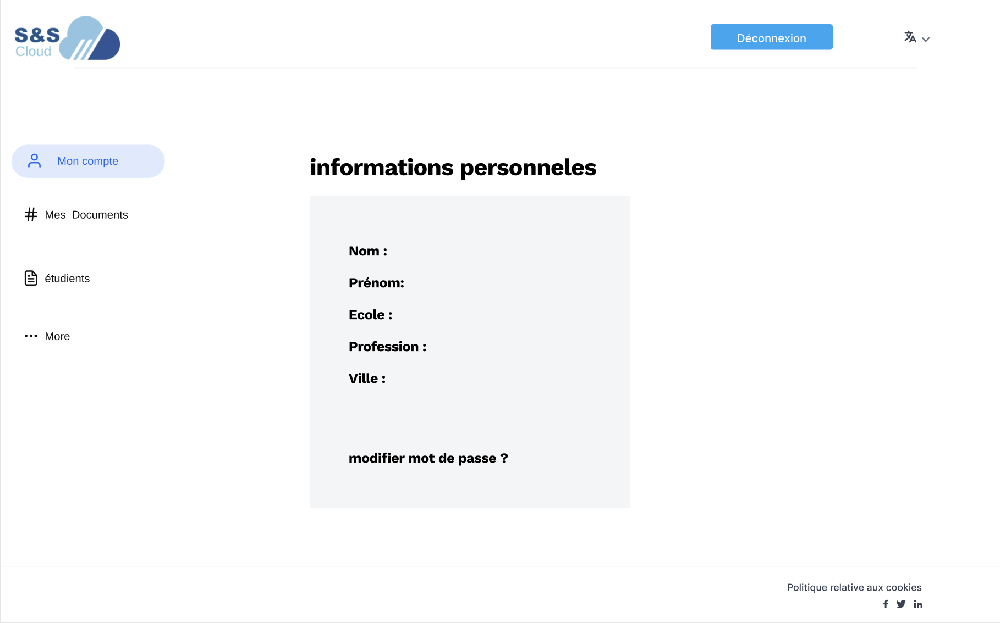 S&S
Cloud
Déconnexion
Mon compte
Mes Documents
étudients
More
informations personneles
Nom :
Prénom:
Ecole :
Profession :
Ville :
modifier mot de passe ?
Politique relative aux cookies